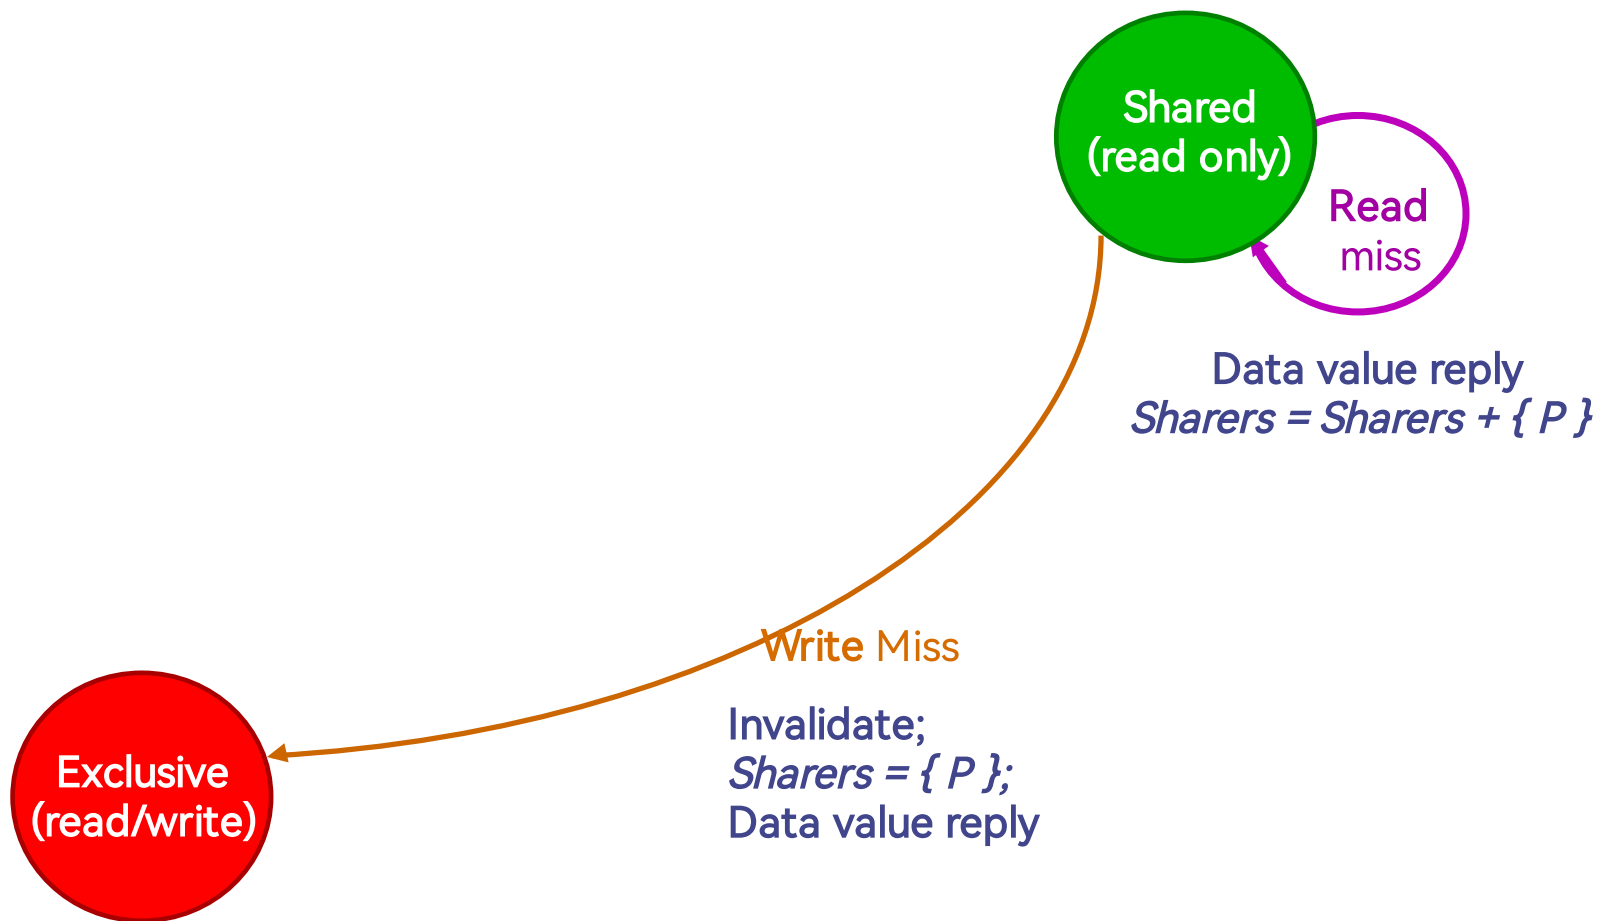 Shared
(read only)
Read
miss
Data value reply
Sharers = Sharers + { P }
Write Miss
Invalidate;
Sharers = { P };
Data value reply
Exclusive
(read/write)